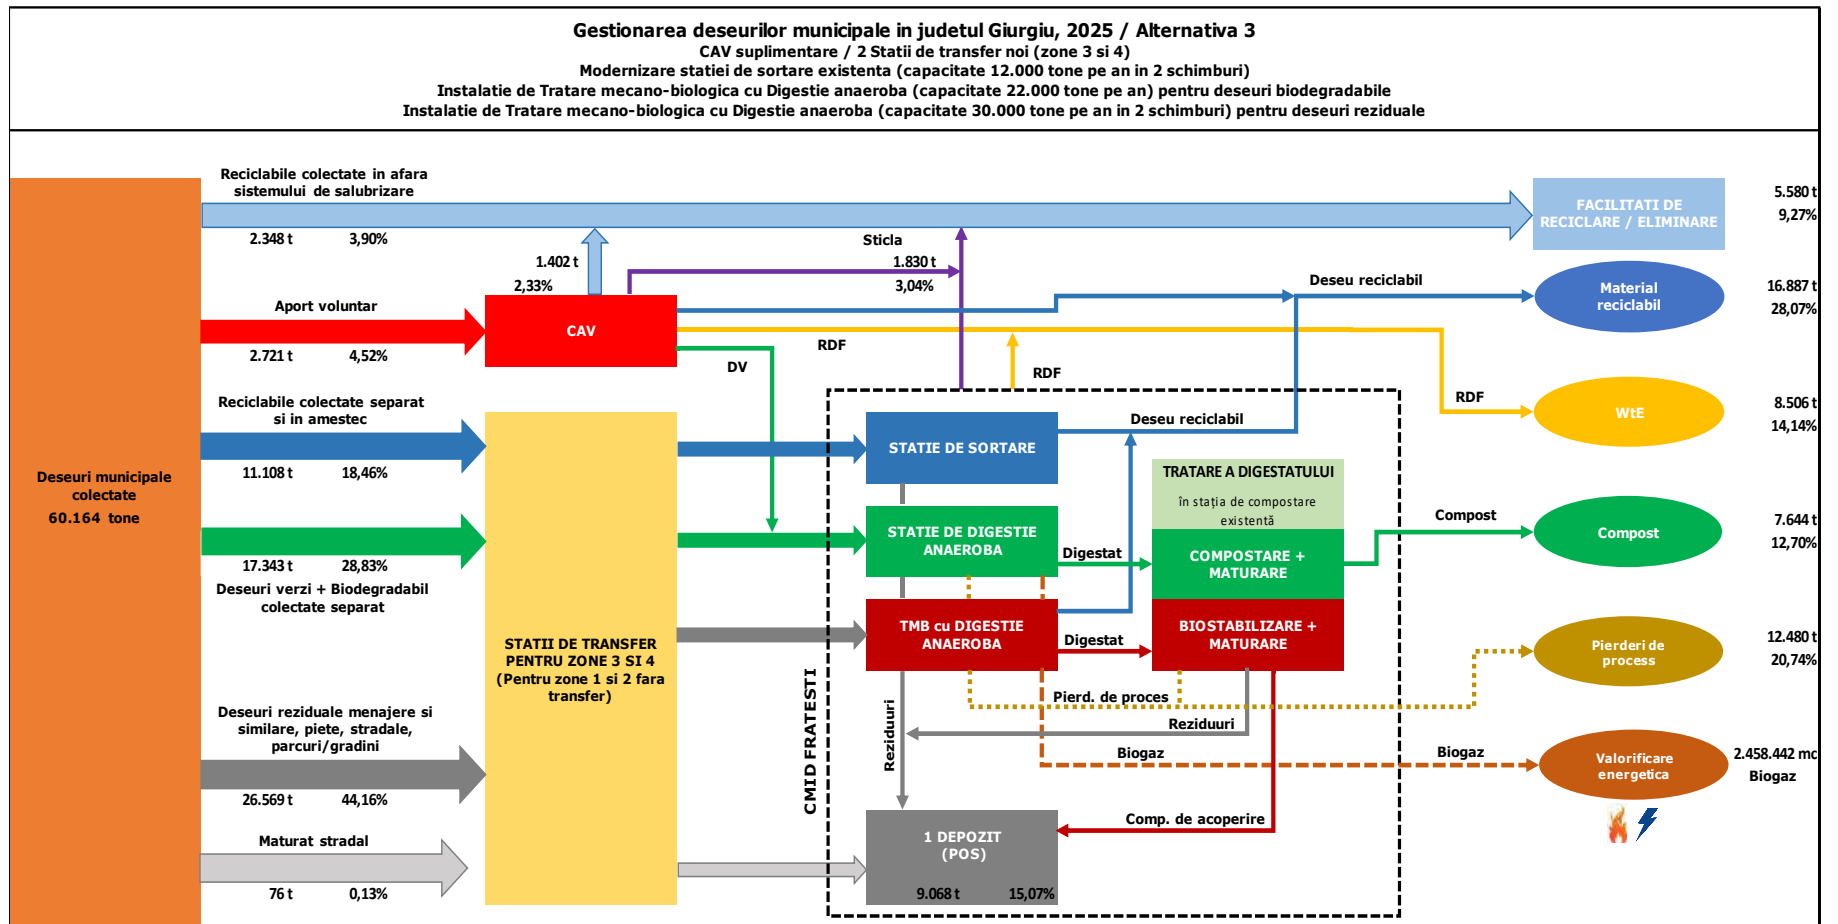 Gestionarea deseurilor municipale in judetul Giurgiu, 2025 / Alternativa 3
CAV suplimentare / 2 Statii de transfer noi (zone 3 si 4)
Modernizare statiei de sortare existenta (capacitate 12.000 tone pe an in 2 schimburi)
Instalatie de Tratare mecano-biologica cu Digestie anaeroba (capacitate 22.000 tone pe an) pentru deseuri biodegradabile
Instalatie de Tratare mecano-biologica cu Digestie anaeroba (capacitate 30.000 tone pe an in 2 schimburi) pentru deseuri reziduale
Deseuri municipale
colectate
60.164 tone
Reciclabile colectate in afara
sistemului de salubrizare
2.348 t 3,90%
Aport voluntar
2.721 t 4,52%
Reciclabile colectate separat
si in amestec
11.108 t 18,46%
17.343 t 28,83%
Deseuri verzi + Biodegradabil
colectate separat
Deseuri reziduale menajere si
similare, piete, stradale,
parcuri/gradini
26.569 t 44,16%
Maturat stradal
76 t 0,13%
1.402 t
2,33%
CAV
Sticla
1.830 t
3,04%
RDF
DV
RDF
STATII DE TRANSFER
PENTRU ZONE 3 SI 4
(Pentru zone 1 si 2 fara
transfer)
CMID FRATESTI
STATIE DE SORTARE
Deseu reciclabil
STATIE DE DIGESTIE
ANAEROBA
Digestat
TMB cu DIGESTIE
ANAEROBA
Digestat
TRATARE A DIGESTATULUI
în stația de compostare
existentă
COMPOSTARE +
MATURARE
BIOSTABILIZARE +
MATURARE
Pierd. de proces
Reziduuri
Reziduuri
Biogaz
Comp. de acoperire
1 DEPOZIT
(POS)
9.068 t 15,07%
Deseu reciclabil
RDF
Compost
Biogaz
FACILITATI DE
RECICLARE / ELIMINARE
5.580 t
9,27%
Material
reciclabil
16.887 t
28,07%
WtE
8.506 t
14,14%
Compost
7.644 t
12,70%
Pierderi de
process
12.480 t
20,74%
Valorificare
energetica
2.458.442 mc
Biogaz